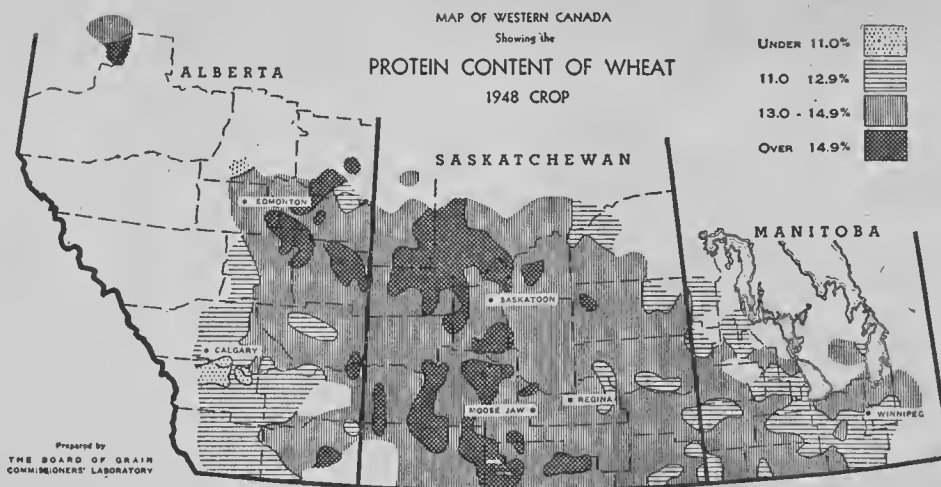 MAP OF WESTERN CANADA
Showing the
PROTEIN CONTENT OF WHEAT
1948 CROP
UNDER 11.0%
11.0 12.9%
13.0 - 14.9%
OVER 14.9%
ALBERTA
SASKATCHEWAN
MANITOBA
EDMONTON
SASKATOON
CALGARY
MOOSE JAW
REGINA
WINNIPEG
Prepared by
THE BOARD OF GRAIN
COMMISSIONERS' LABORATORY